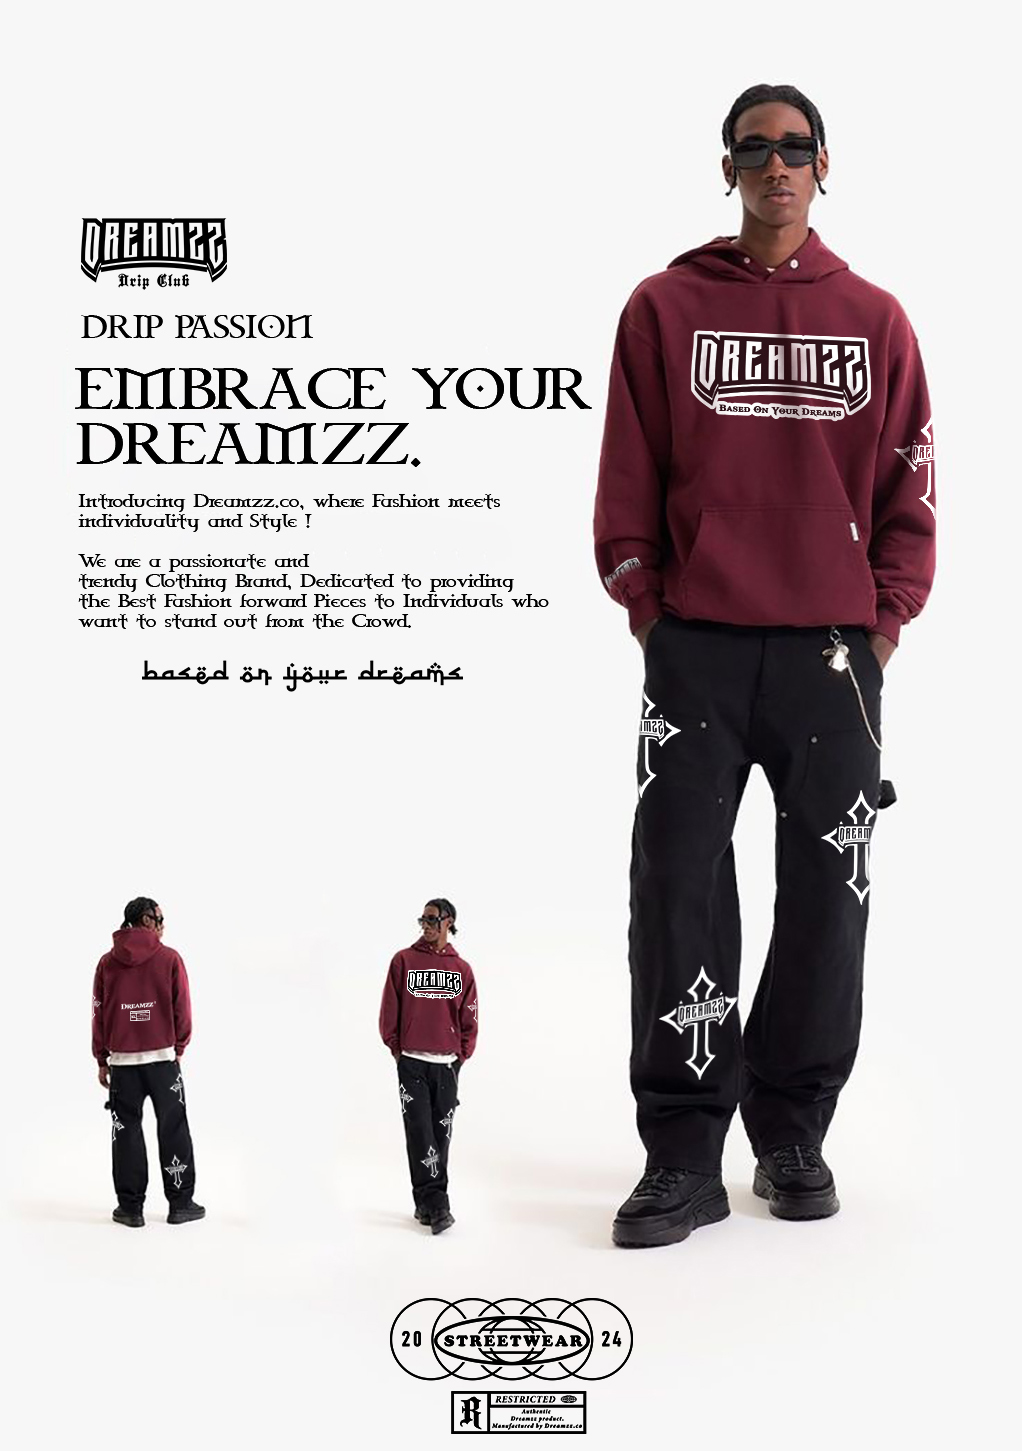 DREAMZZ
Drip Club
DRIP PASSION
EMBRACE YOUR
DREAMZZ.
Introducing Dreamzz.co, where Fashion meets
individuality and Style !
We are a passionate and
trendy Clothing Brand, Dedicated to providing
the Best Fashion forward Pieces to Individuals who
want to stand out from the Crowd.
based on your dreams
DREAMZZ
BASED ON YOUR DREAMS
DREAMZZ
DREAMZZ
DREAMZZ
20 STREETWEAR 24
R RESTRICTED
Authentic
Dreamzz product.
Manufactured by Dreamzz.co